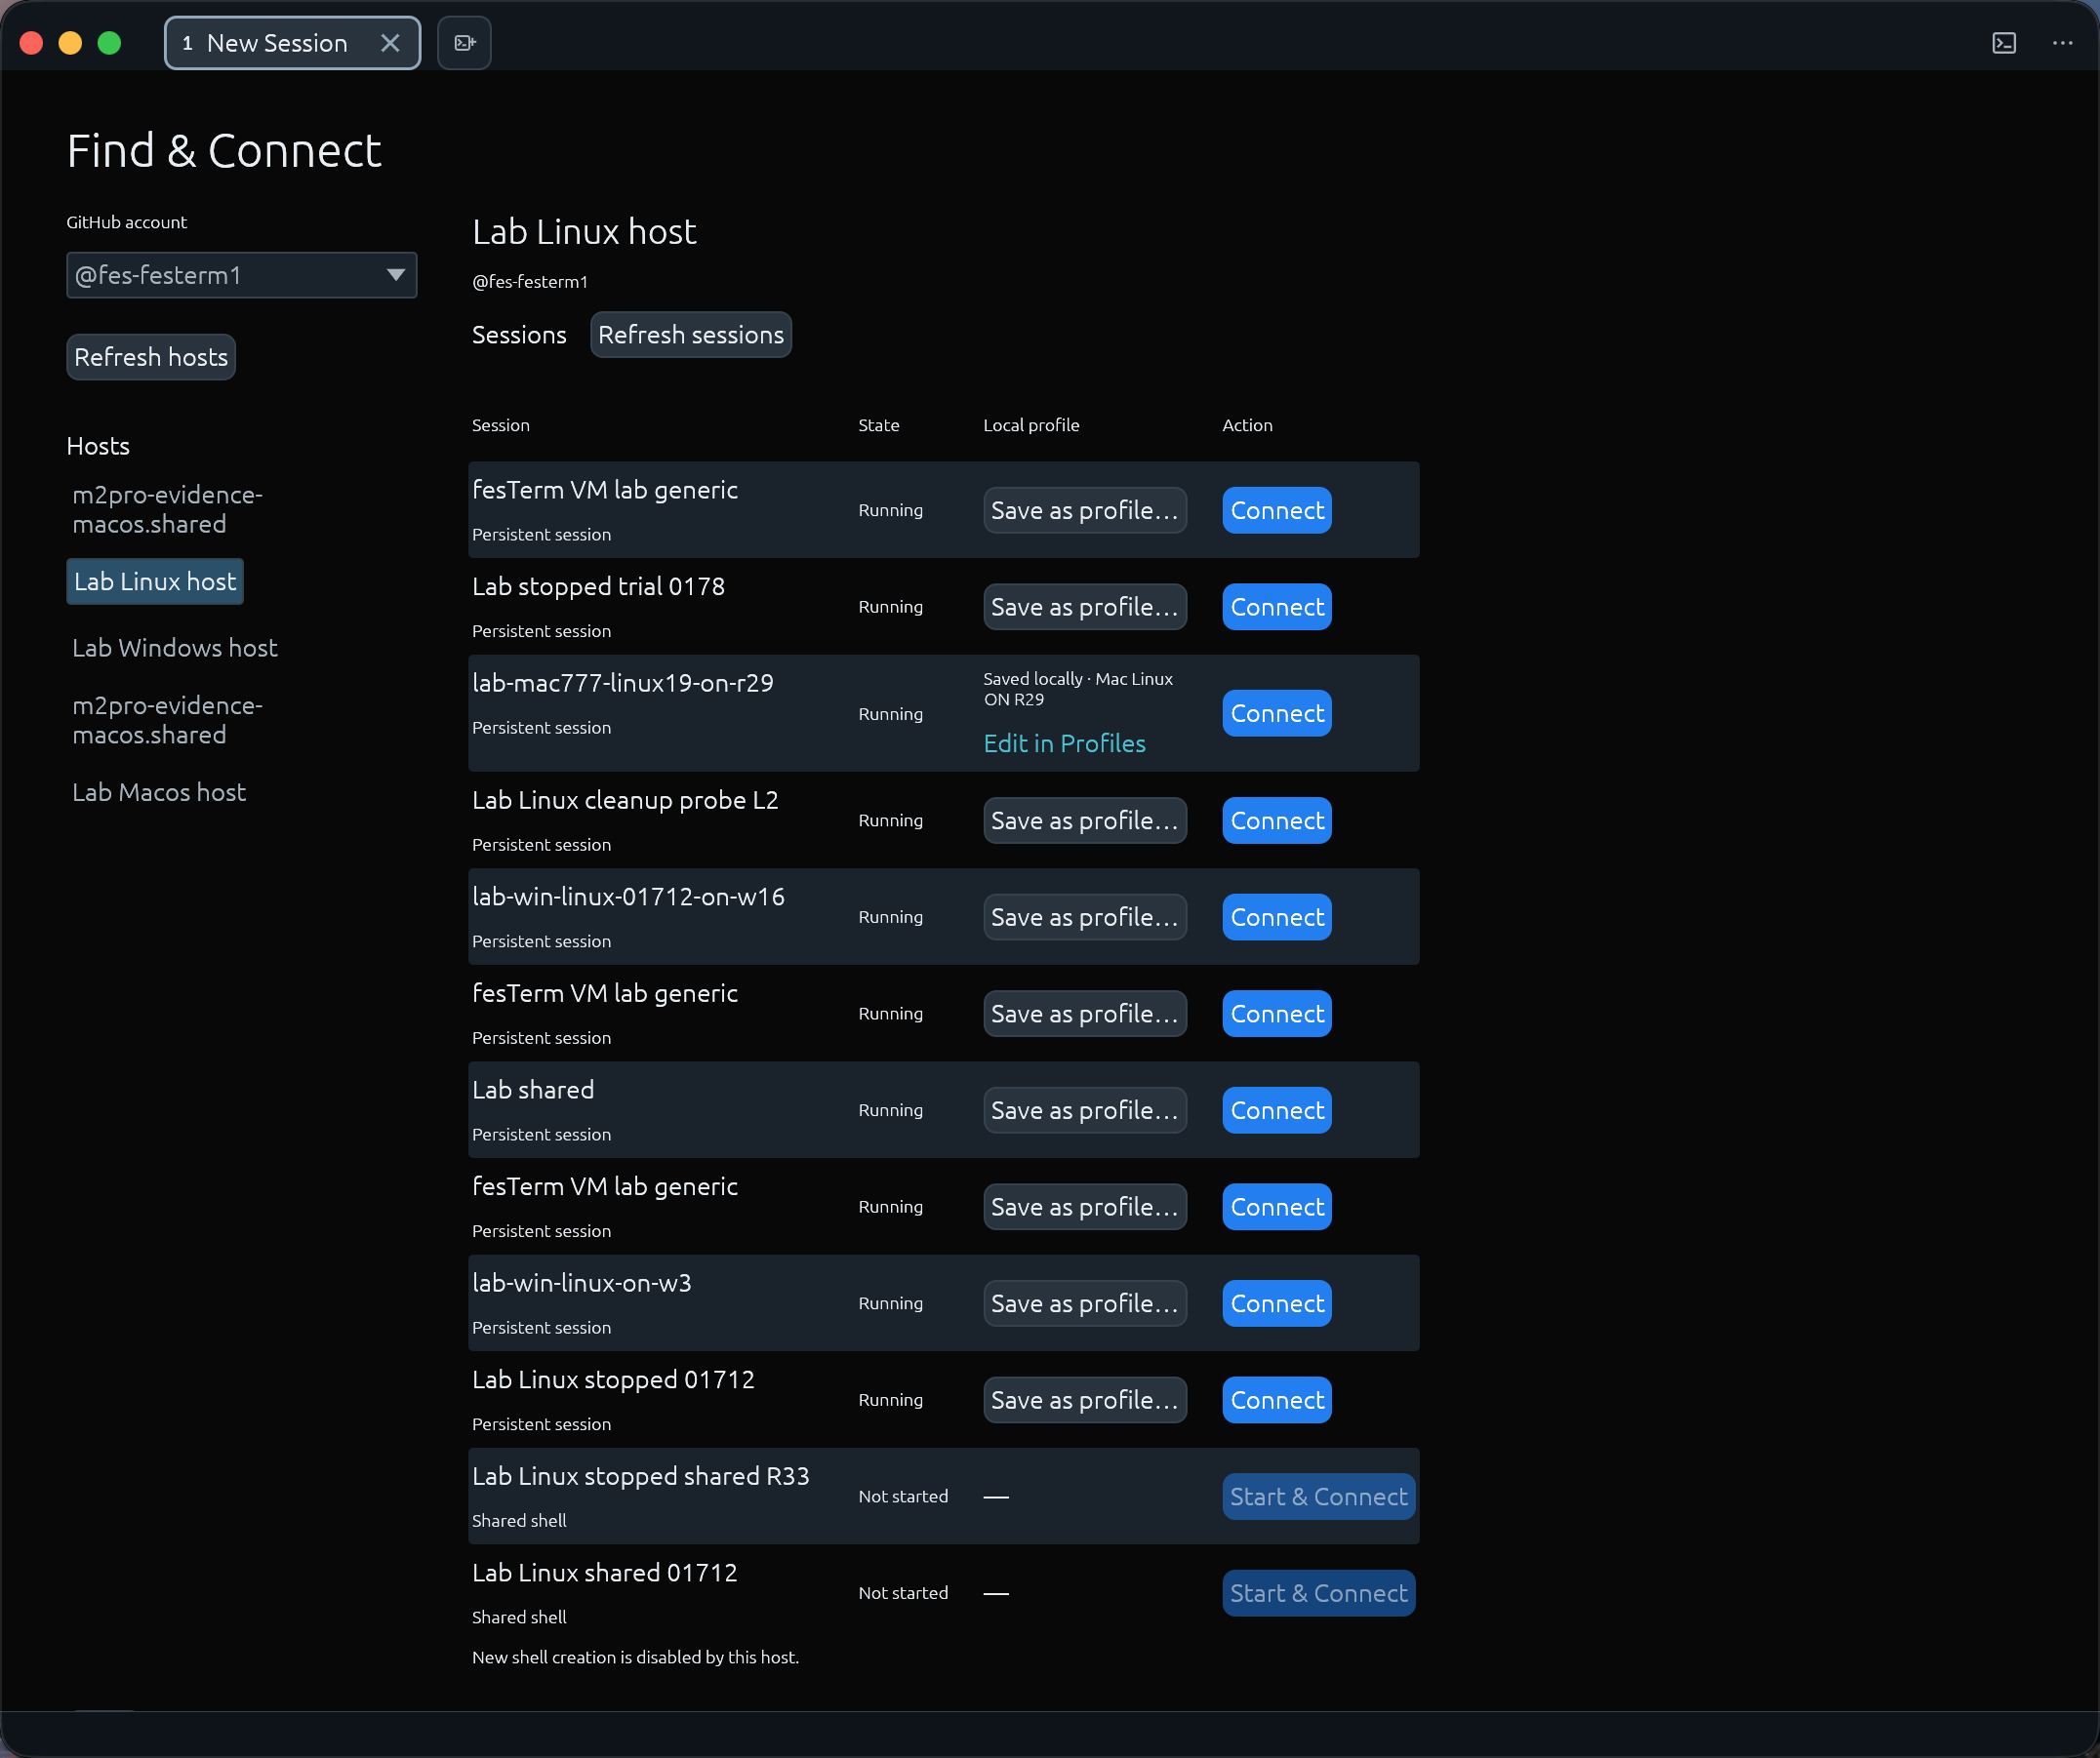 1 New Session
Find & Connect
GitHub account
@fes-festerm1
Refresh hosts
Hosts
m2pro-evidence-
macos.shared
Lab Linux host
Lab Windows host
m2pro-evidence-
macos.shared
Lab Macos host
Lab Linux host
@fes-festerm1
Sessions Refresh sessions
Session State Local profile Action
fesTerm VM lab generic
Persistent session
Running Save as profile... Connect
Lab stopped trial 0178
Persistent session
Running Save as profile... Connect
lab-mac777-linux19-on-r29
Persistent session
Running
Saved locally · Mac Linux
ON R29
Edit in Profiles
Connect
Lab Linux cleanup probe L2
Persistent session
Running Save as profile... Connect
lab-win-linux-01712-on-w16
Persistent session
Running Save as profile... Connect
fesTerm VM lab generic
Persistent session
Running Save as profile... Connect
Lab shared
Persistent session
Running Save as profile... Connect
fesTerm VM lab generic
Persistent session
Running Save as profile... Connect
lab-win-linux-on-w3
Persistent session
Running Save as profile... Connect
Lab Linux stopped 01712
Persistent session
Running Save as profile... Connect
Lab Linux stopped shared R33
Shared shell
Not started — Start & Connect
Lab Linux shared 01712
Shared shell
Not started — Start & Connect
New shell creation is disabled by this host.